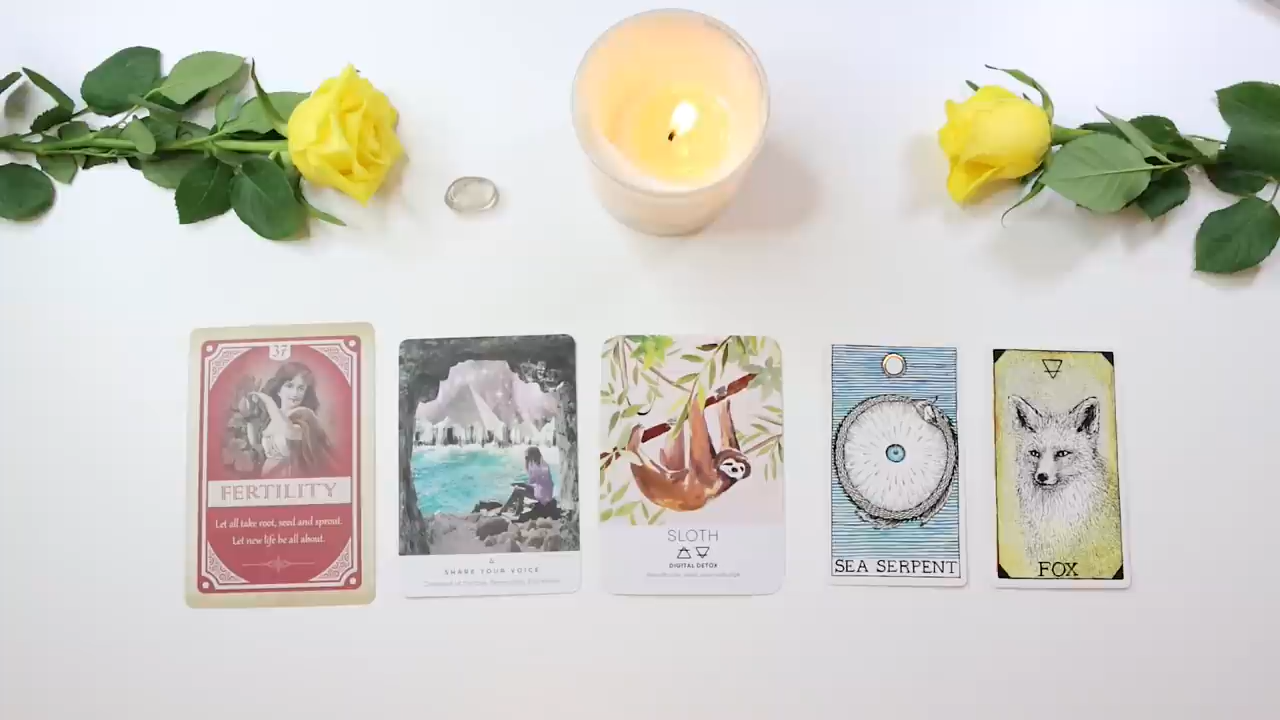 37
FERTILITY
Let all take root, seed and sprout.
Let new life be all about.
SHARE YOUR VOICE
SLOTH
DIGITAL DETOX
SEA SERPENT
FOX